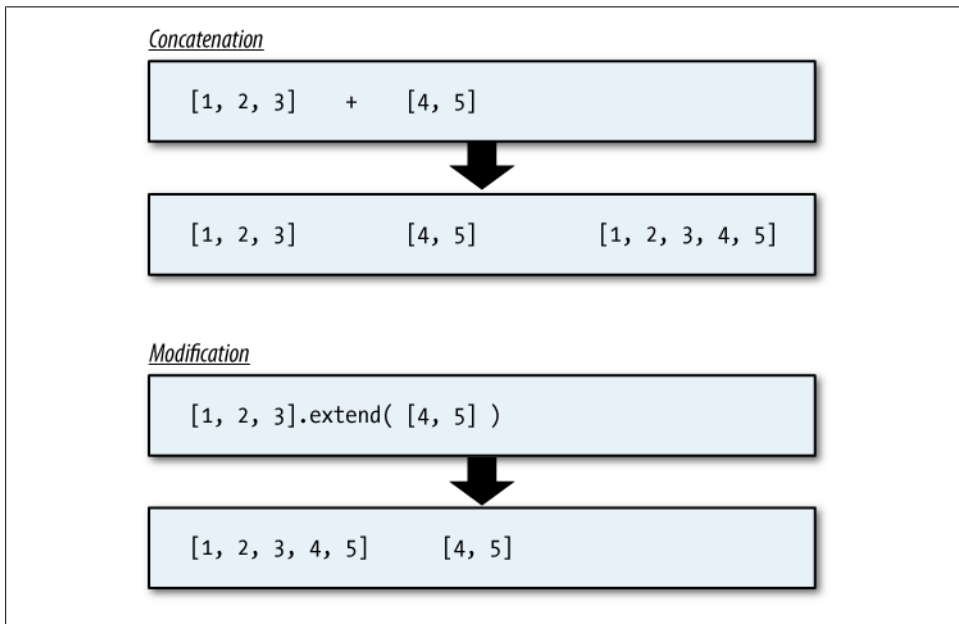 Concatenation
[1, 2, 3] + [4, 5]
[1, 2, 3] [4, 5] [1, 2, 3, 4, 5]
Modification
[1, 2, 3].extend( [4, 5] )
[1, 2, 3, 4, 5] [4, 5]